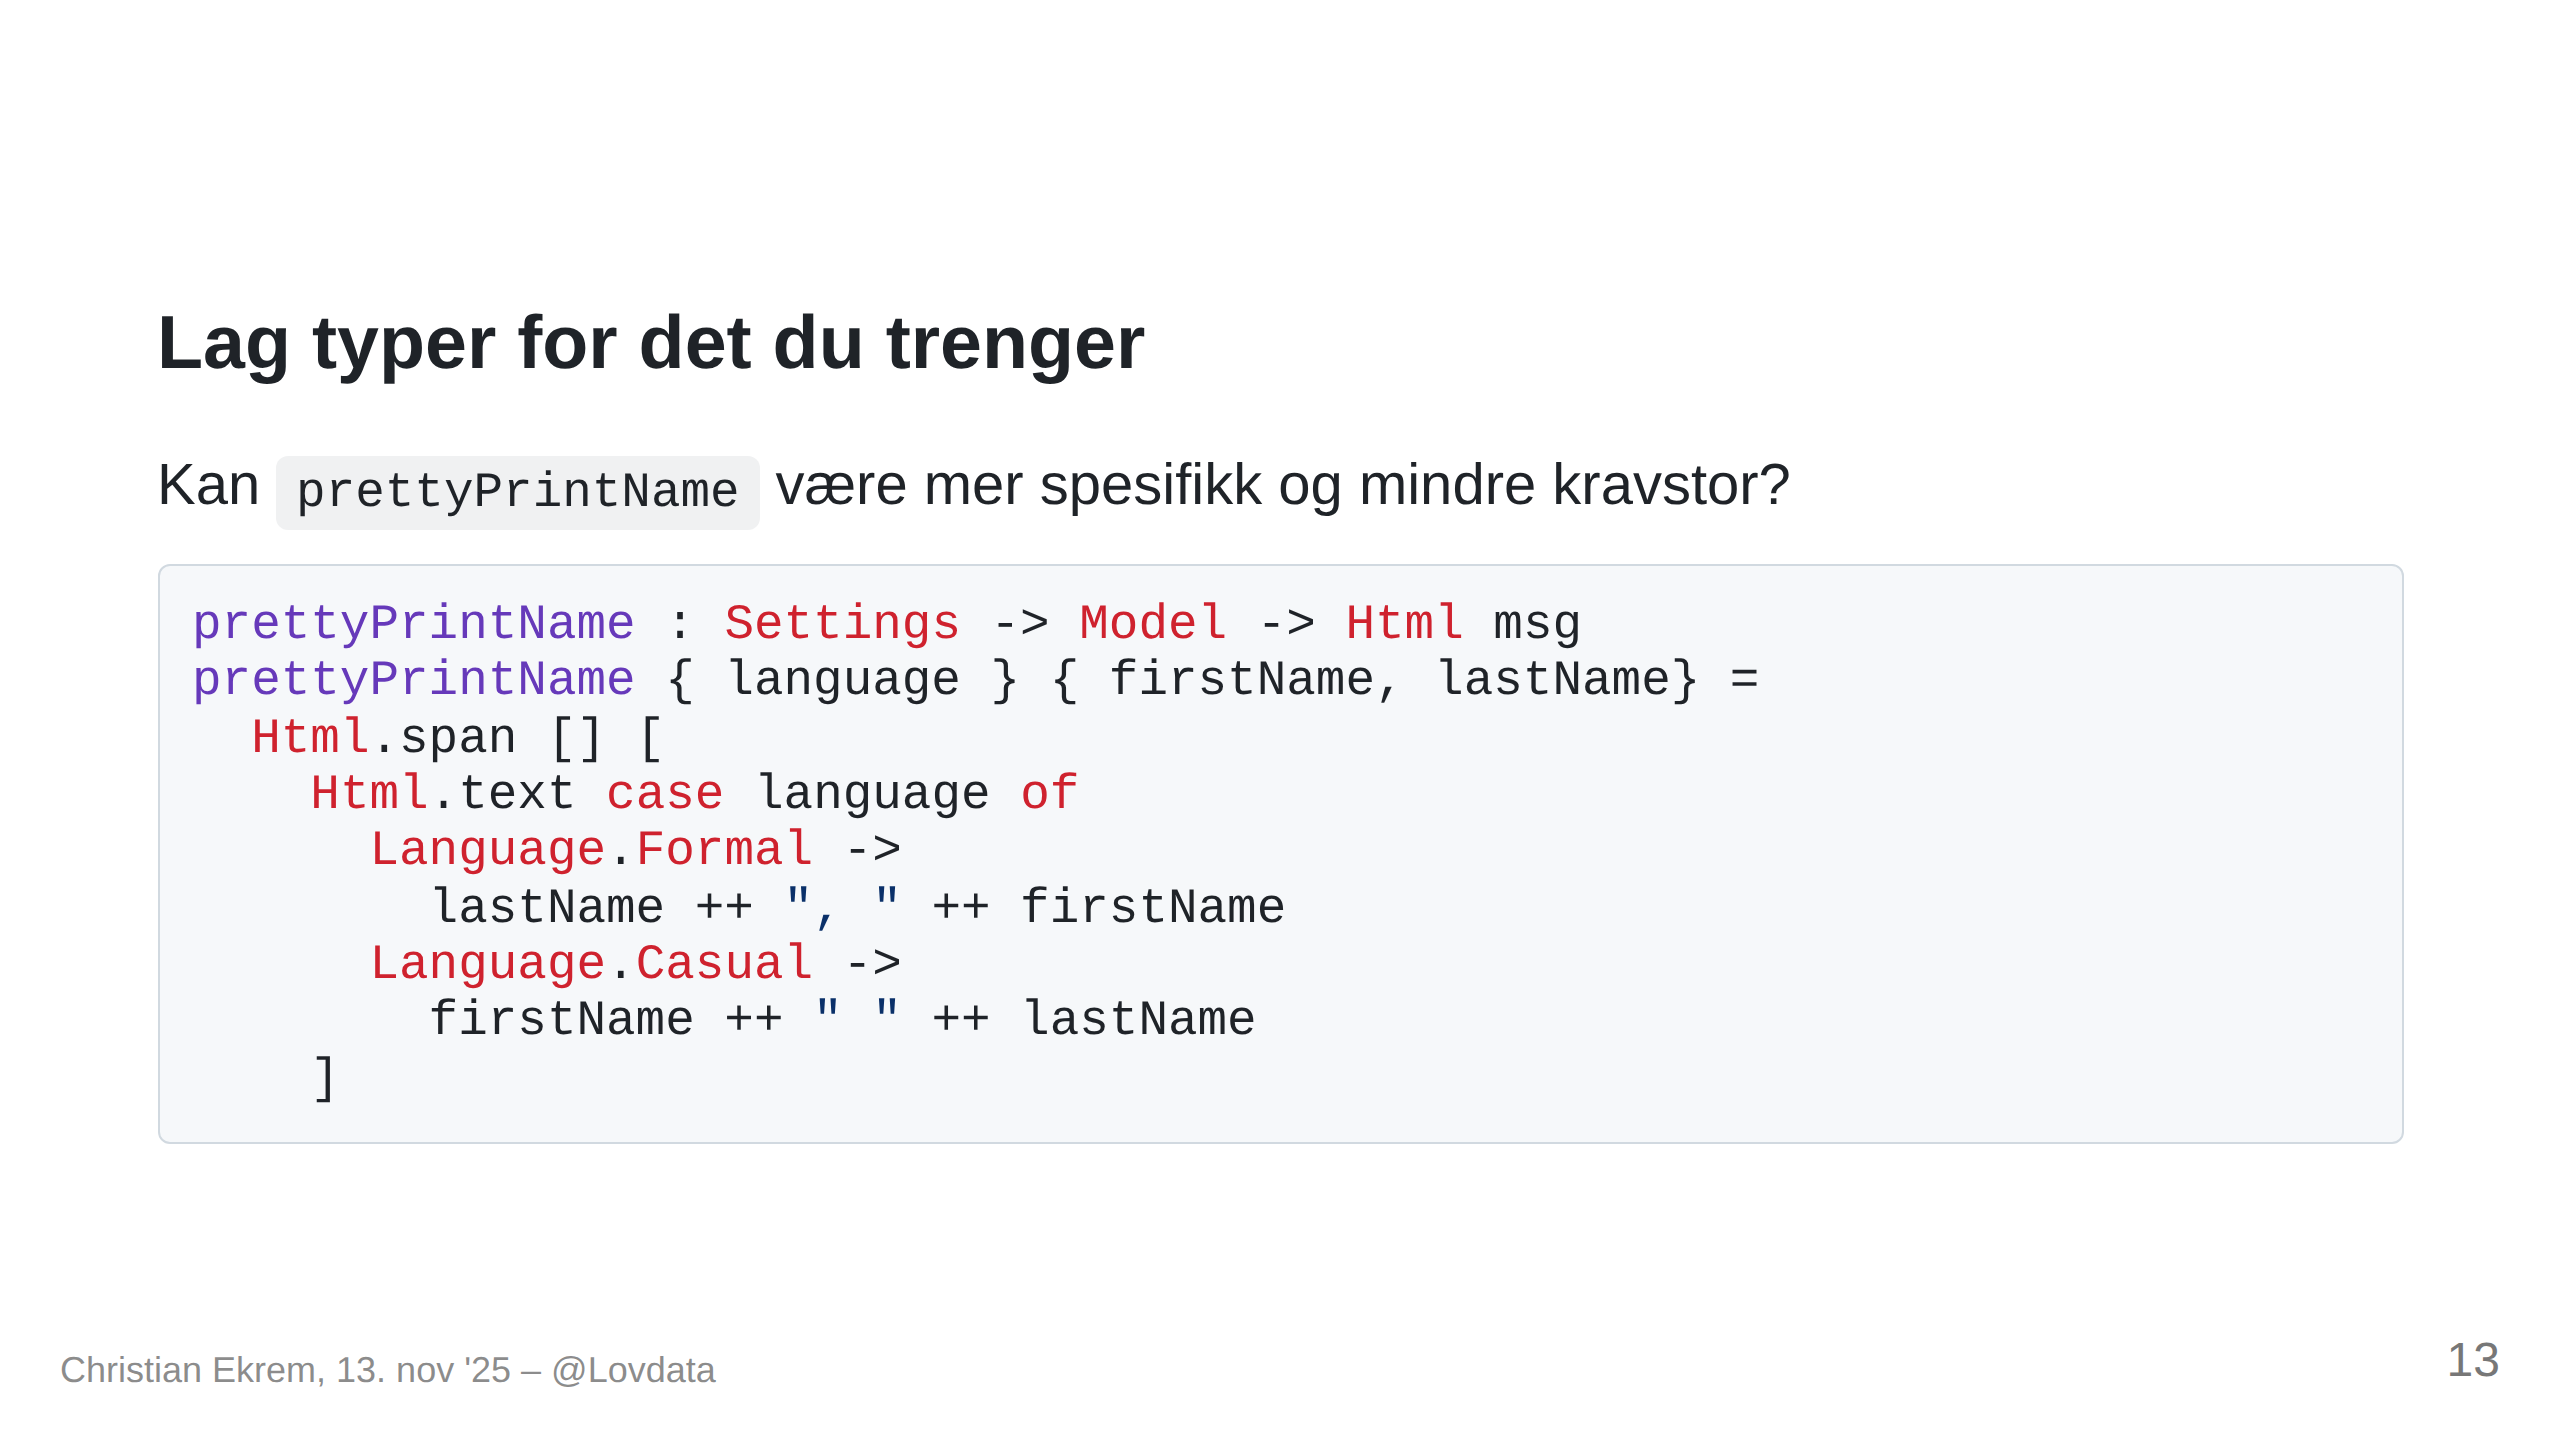 Lag typer for det du trenger
Kan prettyPrintName være mer spesifikk og mindre kravstor?
prettyPrintName : Settings -> Model -> Html msg
prettyPrintName { language } { firstName, lastName} =
  Html.span [] [
    Html.text case language of
      Language.Formal ->
        lastName ++ ", " ++ firstName
      Language.Casual ->
        firstName ++ " " ++ lastName
    ]
Christian Ekrem, 13. nov '25 – @Lovdata
13